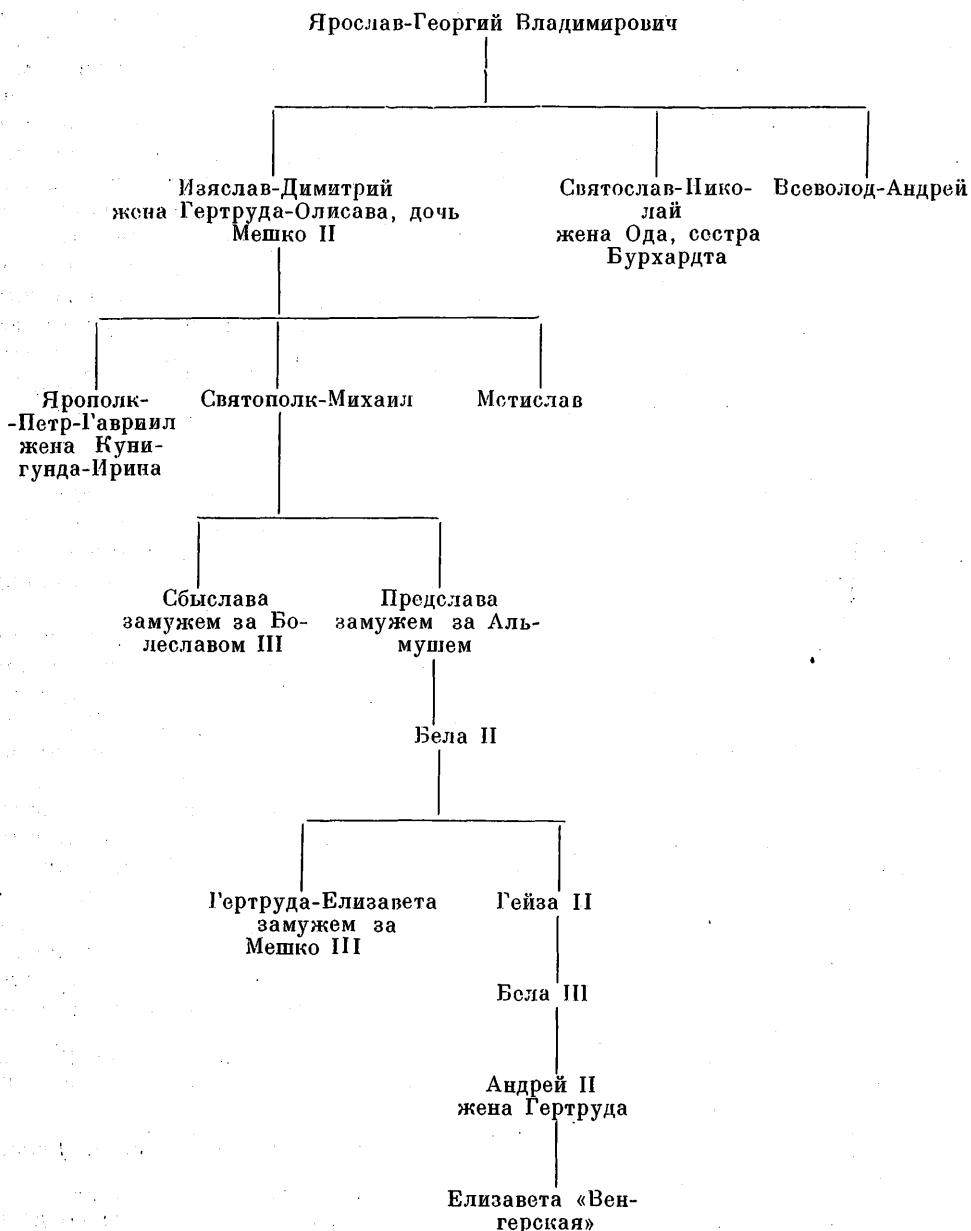 Ярослав-Георгий Владимирович
Изяслав-Димитрий
жена Гертруда-Олисава, дочь
Мешко II
Святослав-Нико-
лай
жена Ода, сестра
Бурхардта
Всеволод-Андрей
Ярополк-
-Петр-Гавриил
жена Куни-
гунда-Ирина
Святополк-Михаил
Мстислав
Сбыслава
замужем за Бо-
леславом III
Предслава
замужем за Аль-
мушем
Бела II
Гертруда-Елизавета
замужем за
Мешко III
Гейза II
Бела III
Андрей II
жена Гертруда
Елизавета «Вен-
герская»